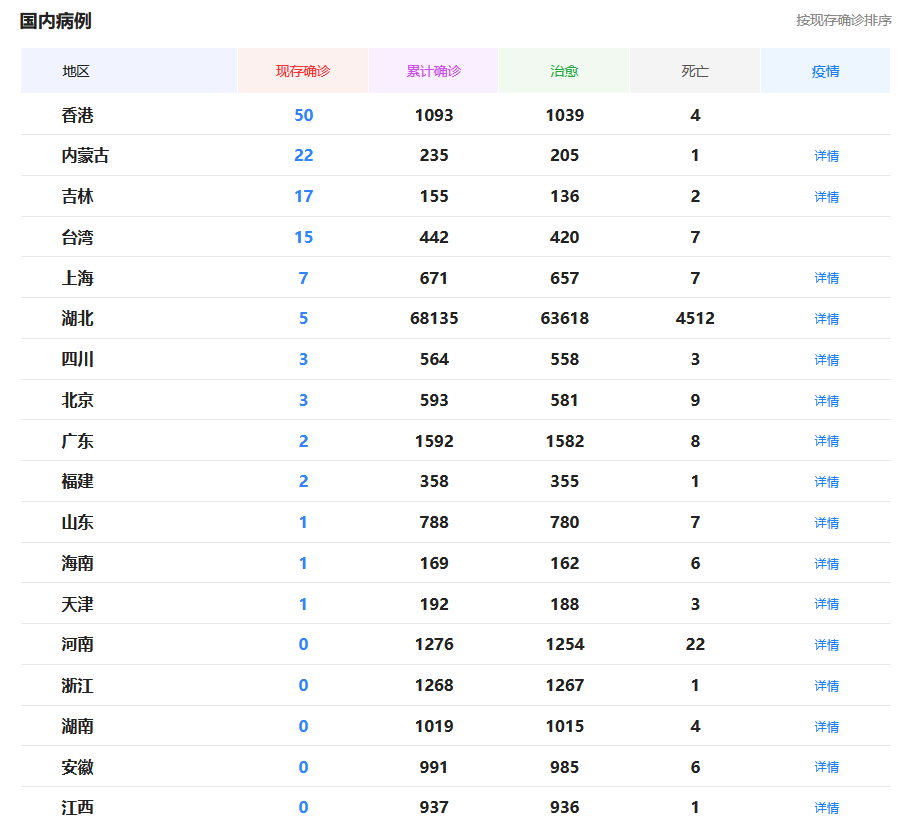 国内病例 按现存确诊排序
地区 现存确诊 累计确诊 治愈 死亡 疫情
香港 50 1093 1039 4
内蒙古 22 235 205 1 详情
吉林 17 155 136 2 详情
台湾 15 442 420 7
上海 7 671 657 7 详情
湖北 5 68135 63618 4512 详情
四川 3 564 558 3 详情
北京 3 593 581 9 详情
广东 2 1592 1582 8 详情
福建 2 358 355 1 详情
山东 1 788 780 7 详情
海南 1 169 162 6 详情
天津 1 192 188 3 详情
河南 0 1276 1254 22 详情
浙江 0 1268 1267 1 详情
湖南 0 1019 1015 4 详情
安徽 0 991 985 6 详情
江西 0 937 936 1 详情